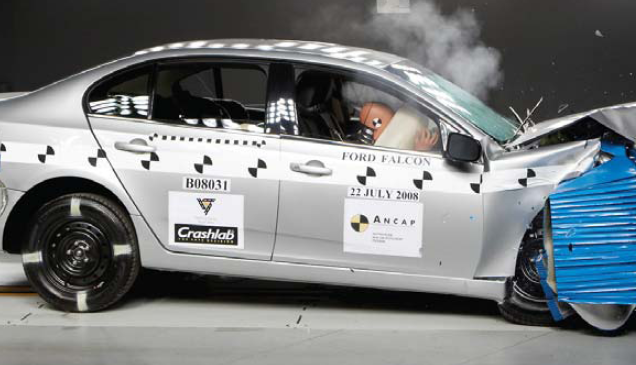 FORD FALCON
22 JULY 2008
B08031
Crashlab
ANCAP